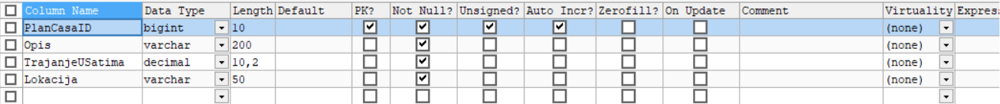 Column Name Data Type Length Default PK? Not Null? Unsigned? Auto Incr? Zerofill? On Update Comment Virtuality Express
PlanCasaID bigint 10 (none)
Opis varchar 200 (none)
TrajanjeUSatima decimal 10,2 (none)
Lokacija varchar 50 (none)